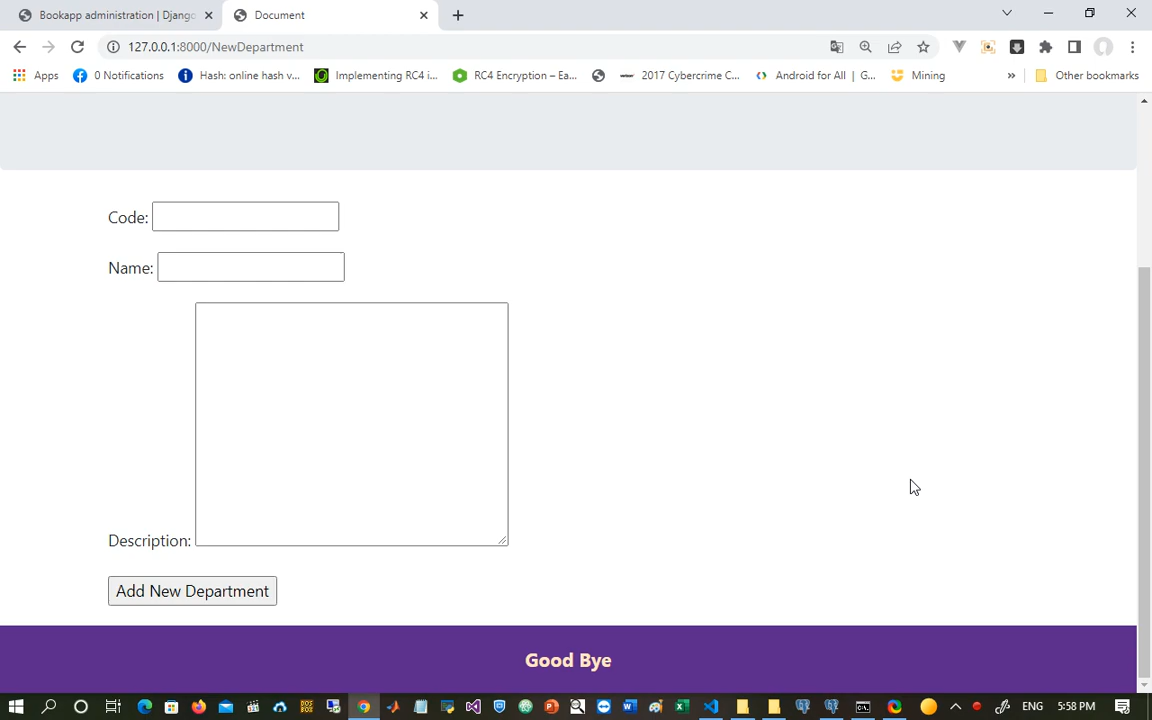 Bookapp administration | Django
Document
127.0.0.1:8000/NewDepartment
Apps
0 Notifications
Hash: online hash v...
Implementing RC4 i...
RC4 Encryption – Ea...
2017 Cybercrime C...
Android for All | G...
Mining
»
Other bookmarks
Code:
Name:
Description:
Add New Department
Good Bye
ENG
5:58 PM